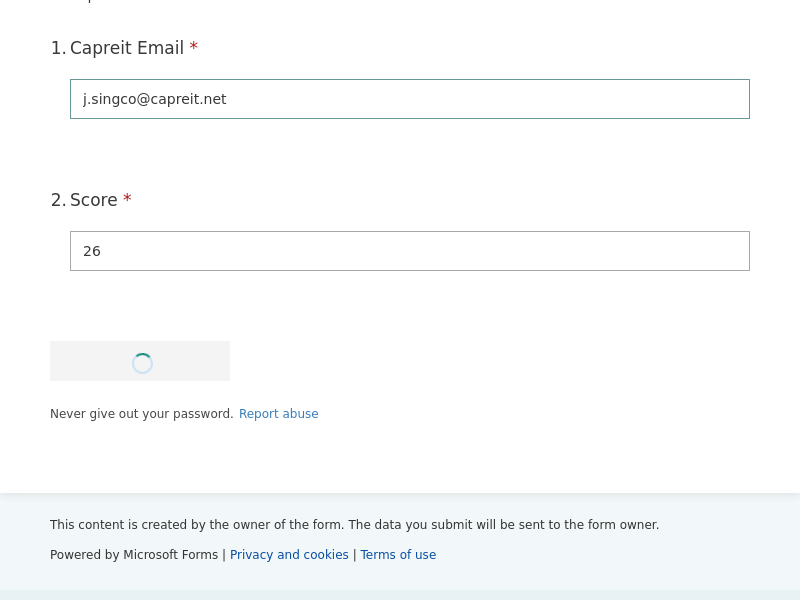 1. Capreit Email *
j.singco@capreit.net
2. Score *
26
Never give out your password. Report abuse
This content is created by the owner of the form. The data you submit will be sent to the form owner.
Powered by Microsoft Forms | Privacy and cookies | Terms of use